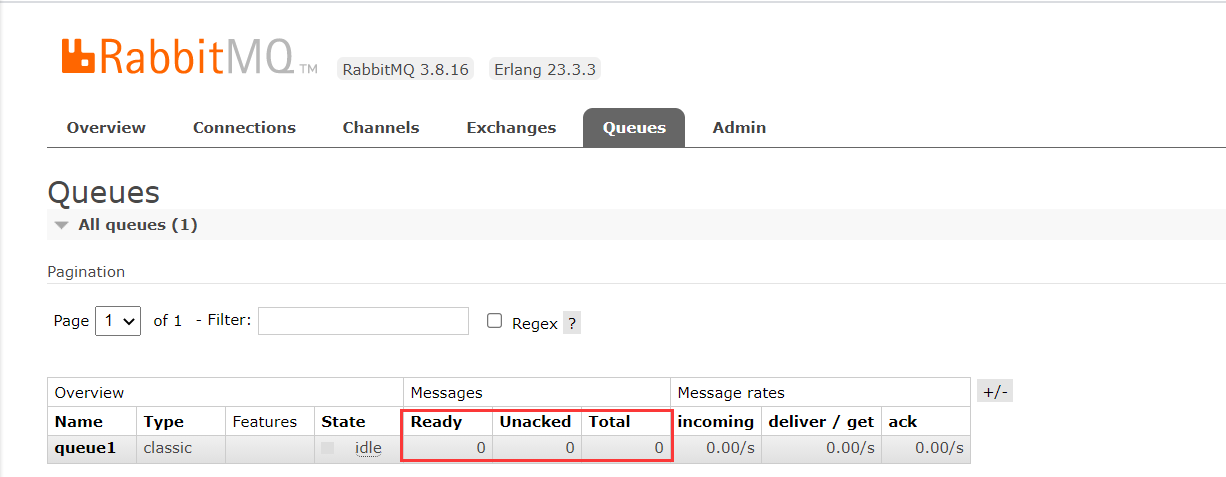 RabbitMQ TM RabbitMQ 3.8.16 Erlang 23.3.3
Overview Connections Channels Exchanges Queues Admin
Queues
All queues (1)
Pagination
Page 1 of 1 - Filter: Regex ?
Overview Messages Message rates +/-
Name Type Features State Ready Unacked Total incoming deliver / get ack
queue1 classic idle 0 0 0 0.00/s 0.00/s 0.00/s